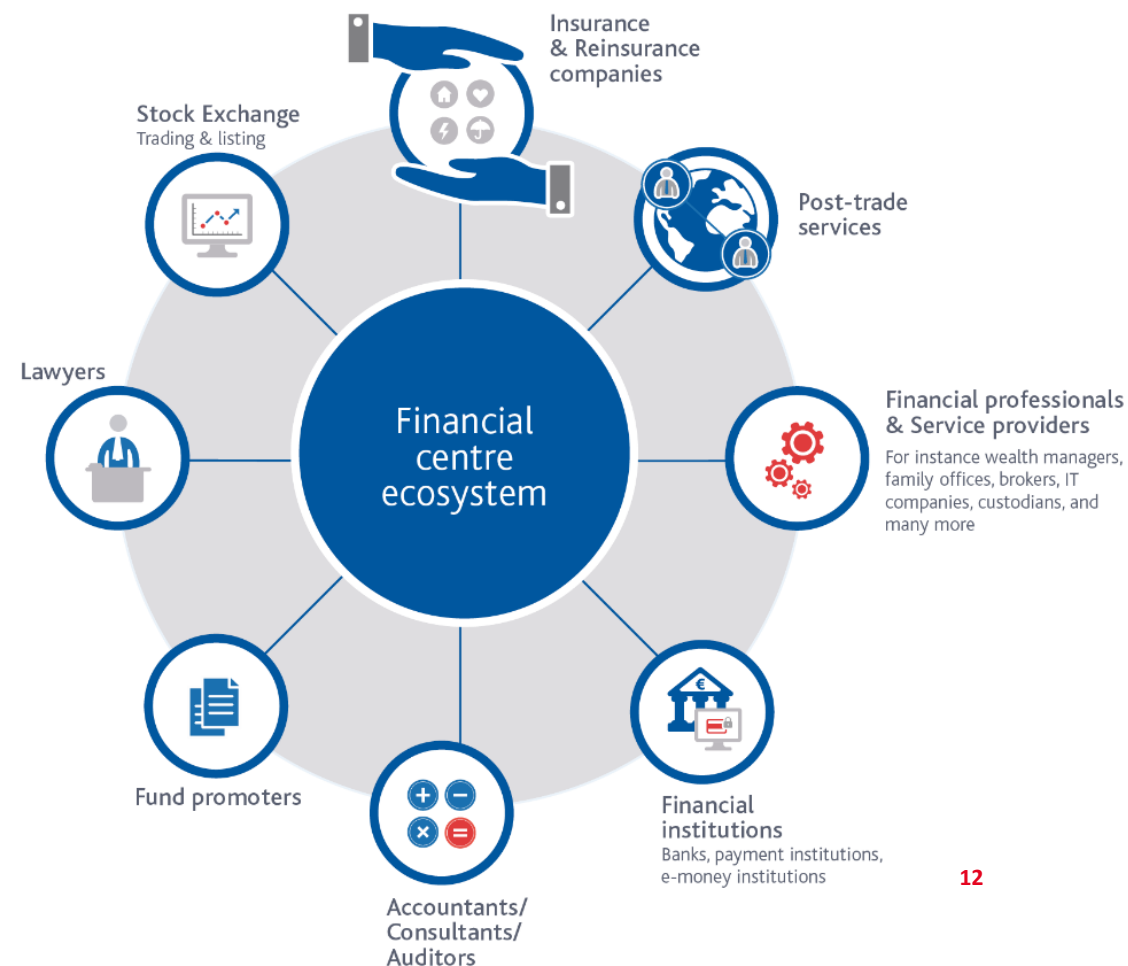 Insurance
& Reinsurance
companies
Stock Exchange
Trading & listing
Post-trade
services
Lawyers
Financial
centre
ecosystem
Financial professionals
& Service providers
For instance wealth managers,
family offices, brokers, IT
companies, custodians, and
many more
€
Fund promoters
+ −
× =
Financial
institutions
Banks, payment institutions,
e-money institutions
12
Accountants/
Consultants/
Auditors